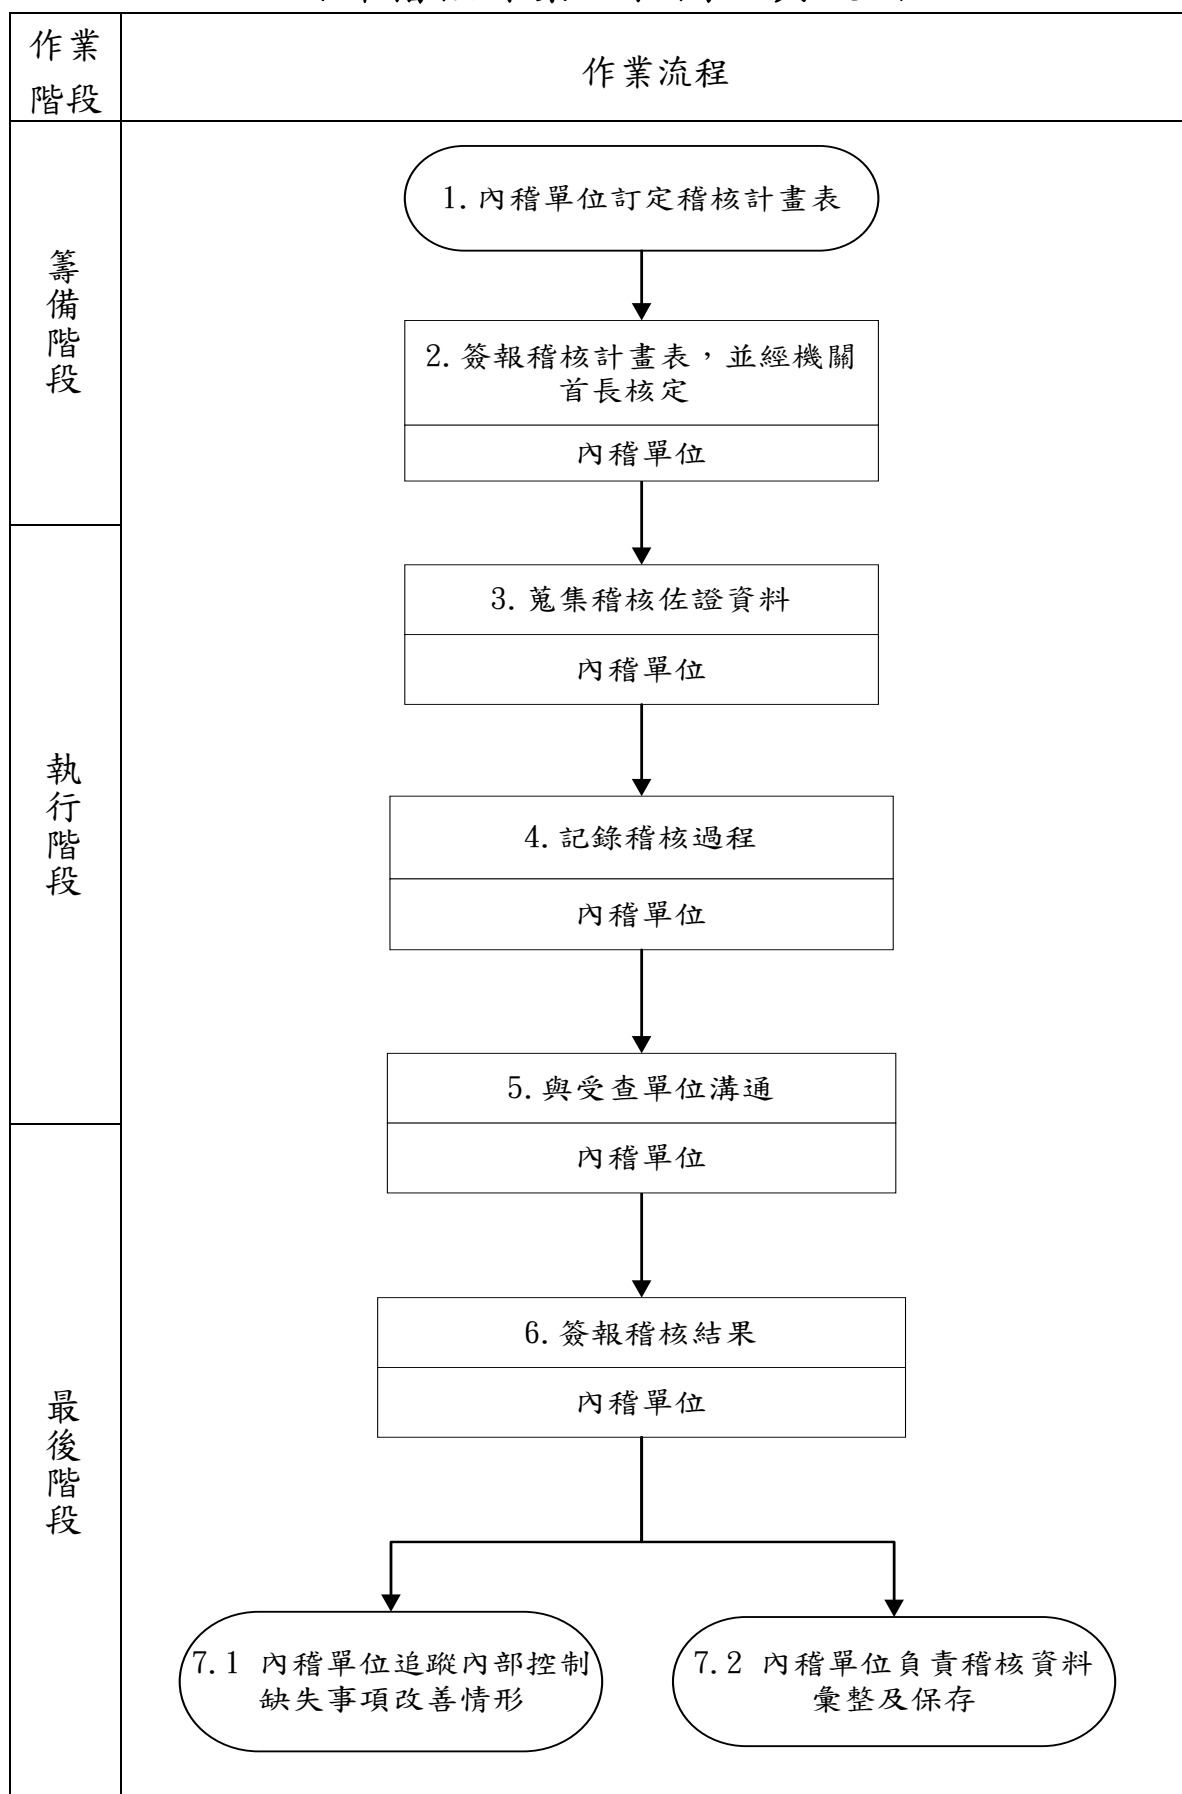 作業
階段
作業流程
籌備階段
1. 內稽單位訂定稽核計畫表
2. 簽報稽核計畫表，並經機關
首長核定
內稽單位
執行階段
3. 蒐集稽核佐證資料
內稽單位
4. 記錄稽核過程
內稽單位
5. 與受查單位溝通
內稽單位
最後階段
6. 簽報稽核結果
內稽單位
7.1 內稽單位追蹤內部控制
缺失事項改善情形
7.2 內稽單位負責稽核資料
彙整及保存